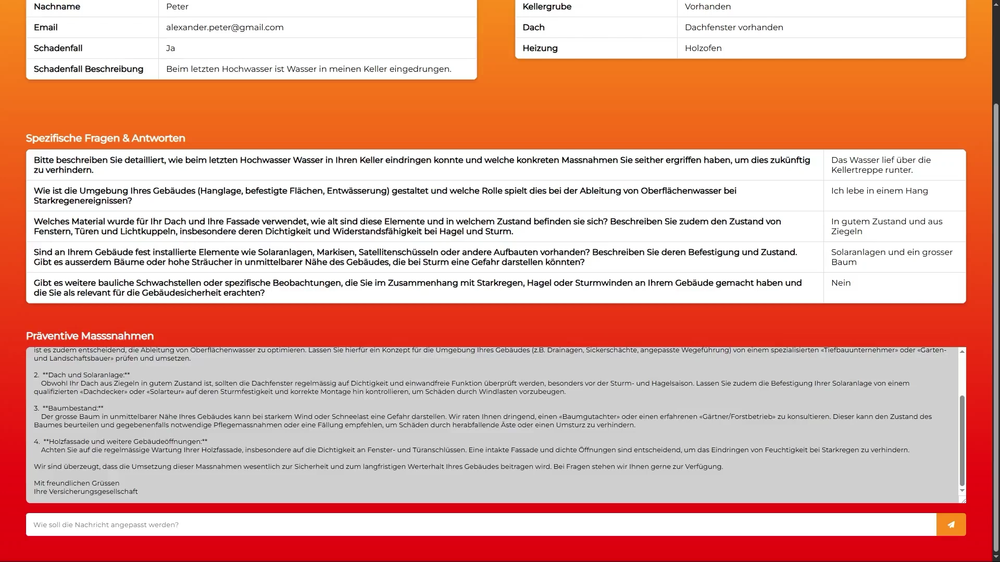 Nachname Peter
Email alexander.peter@gmail.com
Schadenfall Ja
Schadenfall Beschreibung Beim letzten Hochwasser ist Wasser in meinen Keller eingedrungen.
Kellergrube Vorhanden
Dach Dachfenster vorhanden
Heizung Holzofen
Spezifische Fragen & Antworten
Bitte beschreiben Sie detailliert, wie beim letzten Hochwasser Wasser in Ihren Keller eindringen konnte und welche konkreten Massnahmen Sie seither ergriffen haben, um dies zukünftig
zu verhindern.
Das Wasser lief über die
Kellertreppe runter.
Wie ist die Umgebung Ihres Gebäudes (Hanglage, befestigte Flächen, Entwässerung) gestaltet und welche Rolle spielt dies bei der Ableitung von Oberflächenwasser bei
Starkregenereignissen?
Ich lebe in einem Hang
Welches Material wurde für Ihr Dach und Ihre Fassade verwendet, wie alt sind diese Elemente und in welchem Zustand befinden sie sich? Beschreiben Sie zudem den Zustand von
Fenstern, Türen und Lichtkuppeln, insbesondere deren Dichtigkeit und Widerstandsfähigkeit bei Hagel und Sturm.
In gutem Zustand und aus
Ziegeln
Sind an Ihrem Gebäude fest installierte Elemente wie Solaranlagen, Markisen, Satellitenschüsseln oder andere Aufbauten vorhanden? Beschreiben Sie deren Befestigung und Zustand.
Gibt es ausserdem Bäume oder hohe Sträucher in unmittelbarer Nähe des Gebäudes, die bei Sturm eine Gefahr darstellen könnten?
Solaranlagen und ein grosser
Baum
Gibt es weitere bauliche Schwachstellen oder spezifische Beobachtungen, die Sie im Zusammenhang mit Starkregen, Hagel oder Sturmwinden an Ihrem Gebäude gemacht haben und
die Sie als relevant für die Gebäudesicherheit erachten?
Nein
Präventive Masssnahmen
ist es zudem entscheidend, die Ableitung von Oberflächenwasser zu optimieren. Lassen Sie hierfür ein Konzept für die Umgebung Ihres Gebäudes (z.B. Drainagen, Sickerschächte, angepasste Wegeführung) von einem spezialisierten «Tiefbauunternehmer» oder «Garten-
und Landschaftsbauer» prüfen und umsetzen.
2. **Dach und Solaranlage:**
Obwohl Ihr Dach aus Ziegeln in gutem Zustand ist, sollten die Dachfenster regelmässig auf Dichtigkeit und einwandfreie Funktion überprüft werden, besonders vor der Sturm- und Hagelsaison. Lassen Sie zudem die Befestigung Ihrer Solaranlage von einem
qualifizierten «Dachdecker» oder «Solarteur» auf deren Sturmfestigkeit und korrekte Montage hin kontrollieren, um Schäden durch Windlasten vorzubeugen.
3. **Baumbestand:**
Der grosse Baum in unmittelbarer Nähe Ihres Gebäudes kann bei starkem Wind oder Schneelast eine Gefahr darstellen. Wir raten Ihnen dringend, einen «Baumgutachter» oder einen erfahrenen «Gärtner/Forstbetrieb» zu konsultieren. Dieser kann den Zustand des
Baumes beurteilen und gegebenenfalls notwendige Pflegemassnahmen oder eine Fällung empfehlen, um Schäden durch herabfallende Äste oder einen Umsturz zu verhindern.
4. **Holzfassade und weitere Gebäudeöffnungen:**
Achten Sie auf die regelmässige Wartung Ihrer Holzfassade, insbesondere auf die Dichtigkeit an Fenster- und Türanschlüssen. Eine intakte Fassade und dichte Öffnungen sind entscheidend, um das Eindringen von Feuchtigkeit bei Starkregen zu verhindern.
Wir sind überzeugt, dass die Umsetzung dieser Massnahmen wesentlich zur Sicherheit und zum langfristigen Werterhalt Ihres Gebäudes beitragen wird. Bei Fragen stehen wir Ihnen gerne zur Verfügung.
Mit freundlichen Grüssen
Ihre Versicherungsgesellschaft
Wie soll die Nachricht angepasst werden?